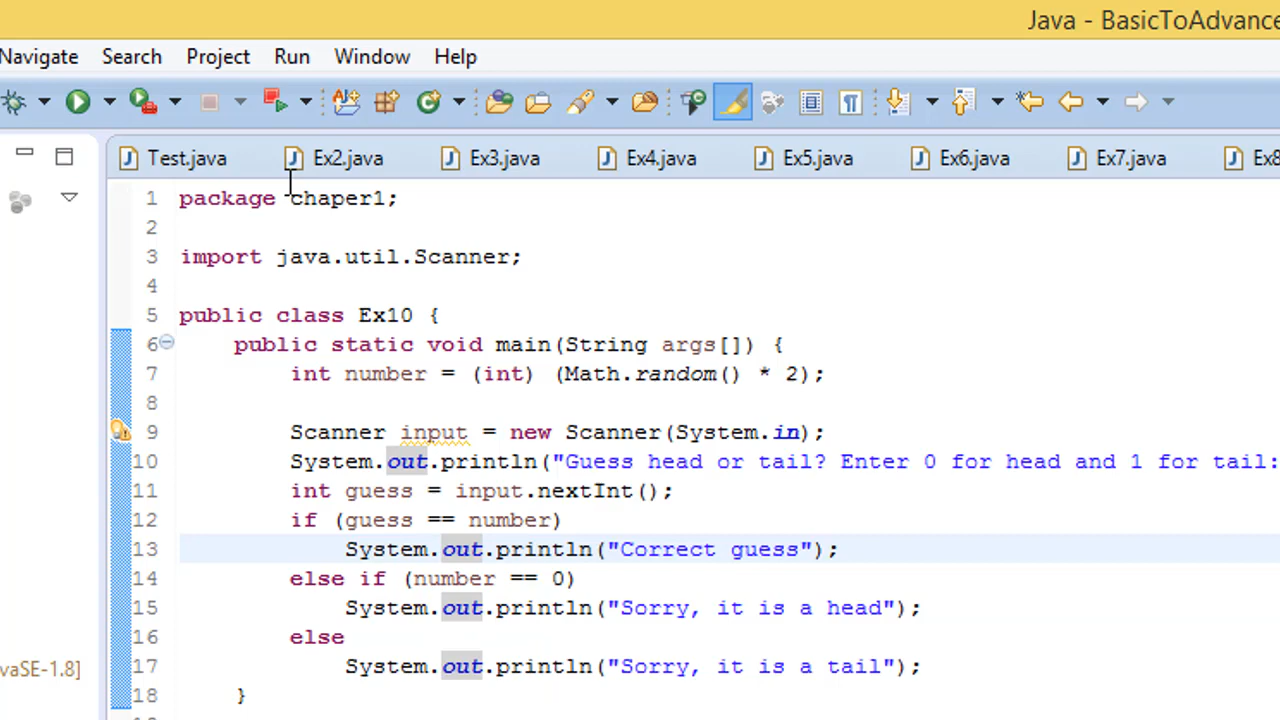 Java - BasicToAdvance
Navigate Search Project Run Window Help
Test.java Ex2.java Ex3.java Ex4.java Ex5.java Ex6.java Ex7.java Ex8
1 package chaper1;
2
3 import java.util.Scanner;
4
5 public class Ex10 {
6 public static void main(String args[]) {
7 int number = (int) (Math.random() * 2);
8
9 Scanner input = new Scanner(System.in);
10 System.out.println("Guess head or tail? Enter 0 for head and 1 for tail:
11 int guess = input.nextInt();
12 if (guess == number)
13 System.out.println("Correct guess");
14 else if (number == 0)
15 System.out.println("Sorry, it is a head");
16 else
17 System.out.println("Sorry, it is a tail");
vaSE-1.8]
18 }